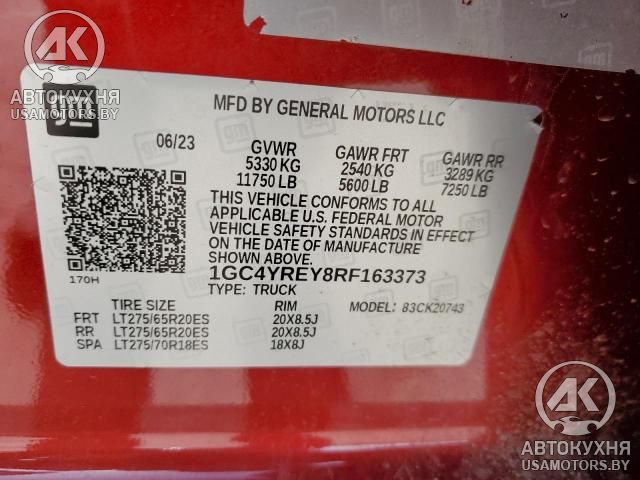 AK
АВТОКУХНЯ
USAMOTORS.BY
gm
MFD BY GENERAL MOTORS LLC
06/23 GVWR GAWR FRT GAWR RR
5330 KG 2540 KG 3289 KG
11750 LB 5600 LB 7250 LB
THIS VEHICLE CONFORMS TO ALL
APPLICABLE U.S. FEDERAL MOTOR
VEHICLE SAFETY STANDARDS IN EFFECT
ON THE DATE OF MANUFACTURE
SHOWN ABOVE.
170H
1GC4YREY8RF163373
TYPE: TRUCK
TIRE SIZE RIM MODEL: 83CK20743
FRT LT275/65R20ES 20X8.5J
RR LT275/65R20ES 20X8.5J
SPA LT275/70R18ES 18X8J
AK
АВТОКУХНЯ
USAMOTORS.BY